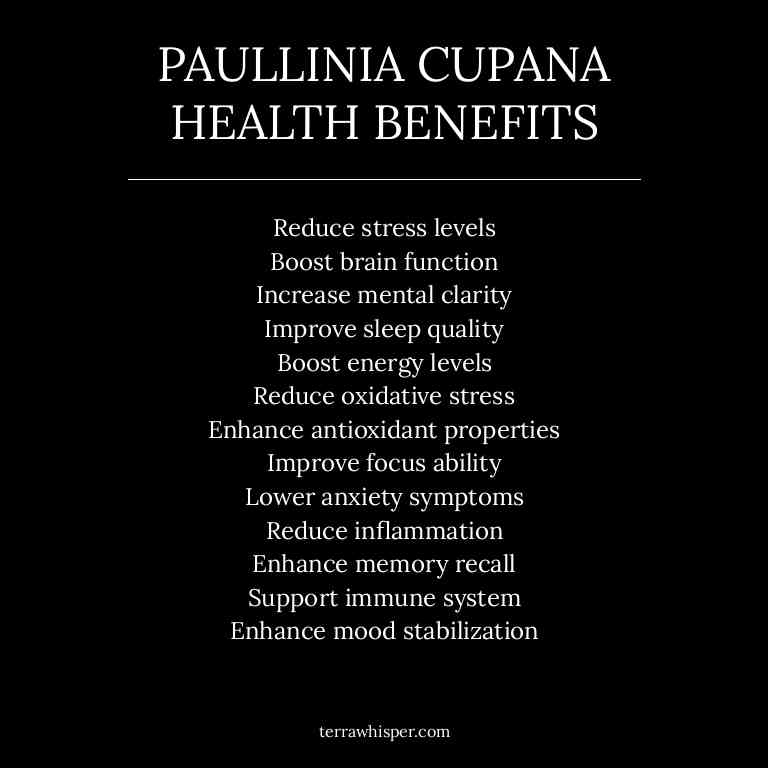 PAULLINIA CUPANA
HEALTH BENEFITS
Reduce stress levels
Boost brain function
Increase mental clarity
Improve sleep quality
Boost energy levels
Reduce oxidative stress
Enhance antioxidant properties
Improve focus ability
Lower anxiety symptoms
Reduce inflammation
Enhance memory recall
Support immune system
Enhance mood stabilization
terrawhisper.com